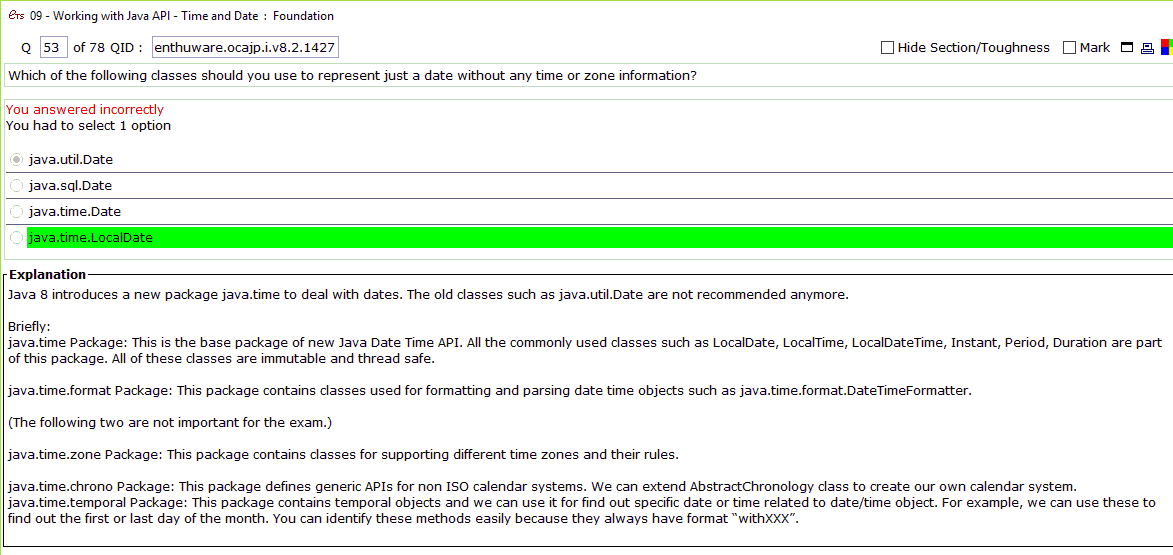 ets 09 - Working with Java API - Time and Date : Foundation
Q 53 of 78 QID : enthuware.ocajp.i.v8.2.1427 Hide Section/Toughness Mark
Which of the following classes should you use to represent just a date without any time or zone information?
You answered incorrectly
You had to select 1 option
java.util.Date
java.sql.Date
java.time.Date
java.time.LocalDate
Explanation
Java 8 introduces a new package java.time to deal with dates. The old classes such as java.util.Date are not recommended anymore.
Briefly:
java.time Package: This is the base package of new Java Date Time API. All the commonly used classes such as LocalDate, LocalTime, LocalDateTime, Instant, Period, Duration are part
of this package. All of these classes are immutable and thread safe.
java.time.format Package: This package contains classes used for formatting and parsing date time objects such as java.time.format.DateTimeFormatter.
(The following two are not important for the exam.)
java.time.zone Package: This package contains classes for supporting different time zones and their rules.
java.time.chrono Package: This package defines generic APIs for non ISO calendar systems. We can extend AbstractChronology class to create our own calendar system.
java.time.temporal Package: This package contains temporal objects and we can use it for find out specific date or time related to date/time object. For example, we can use these to
find out the first or last day of the month. You can identify these methods easily because they always have format “withXXX”.